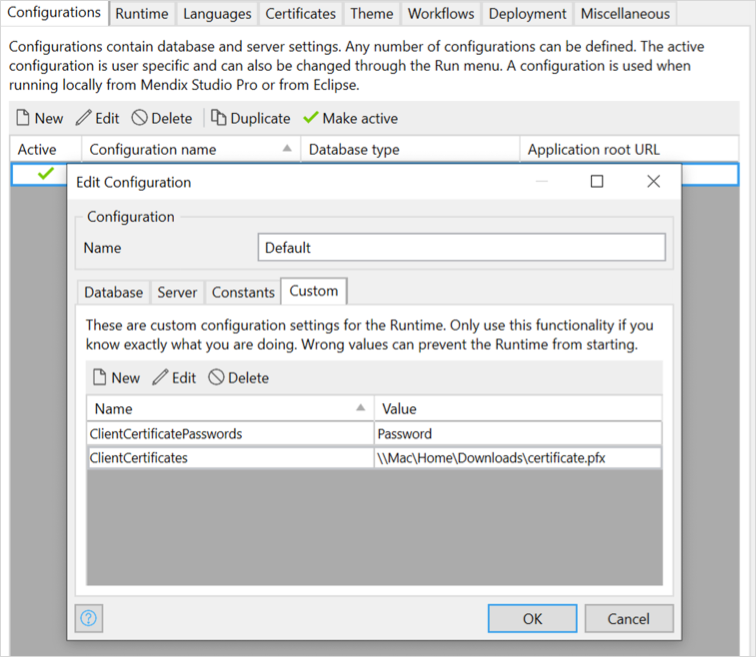 Configurations Runtime Languages Certificates Theme Workflows Deployment Miscellaneous
Configurations contain database and server settings. Any number of configurations can be defined. The active
configuration is user specific and can also be changed through the Run menu. A configuration is used when
running locally from Mendix Studio Pro or from Eclipse.
New Edit Delete Duplicate Make active
Active Configuration name Database type Application root URL
Edit Configuration
Configuration
Name Default
Database Server Constants Custom
These are custom configuration settings for the Runtime. Only use this functionality if you
know exactly what you are doing. Wrong values can prevent the Runtime from starting.
New Edit Delete
Name Value
ClientCertificatePasswords Password
ClientCertificates \\Mac\Home\Downloads\certificate.pfx
? OK Cancel